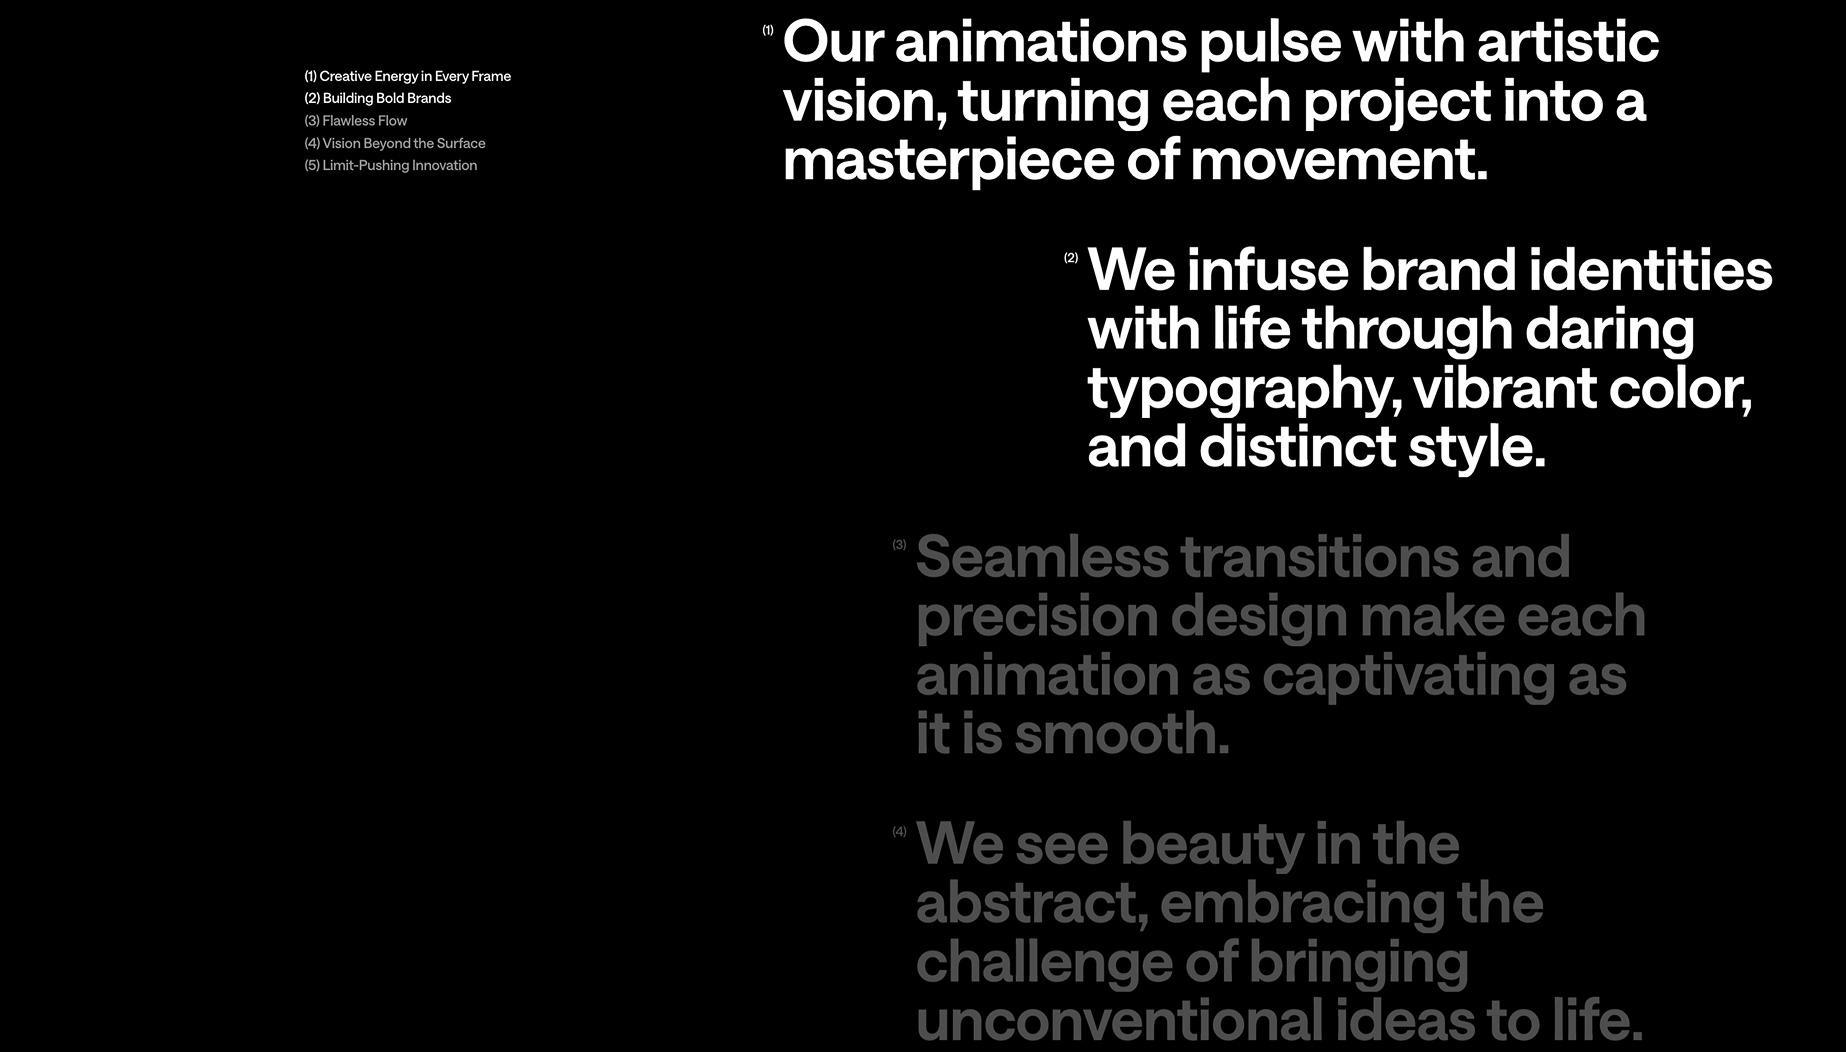 (1) Creative Energy in Every Frame
(2) Building Bold Brands
(3) Flawless Flow
(4) Vision Beyond the Surface
(5) Limit-Pushing Innovation
(1) Our animations pulse with artistic
vision, turning each project into a
masterpiece of movement.
(2) We infuse brand identities
with life through daring
typography, vibrant color,
and distinct style.
(3) Seamless transitions and
precision design make each
animation as captivating as
it is smooth.
(4) We see beauty in the
abstract, embracing the
challenge of bringing
unconventional ideas to life.